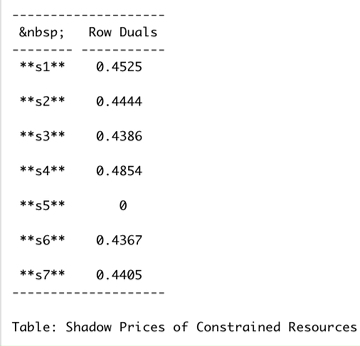 ---------------------
&nbsp;   Row Duals
-------- -----------
**s1**    0.4525
**s2**    0.4444
**s3**    0.4386
**s4**    0.4854
**s5**       0
**s6**    0.4367
**s7**    0.4405
---------------------
Table: Shadow Prices of Constrained Resources